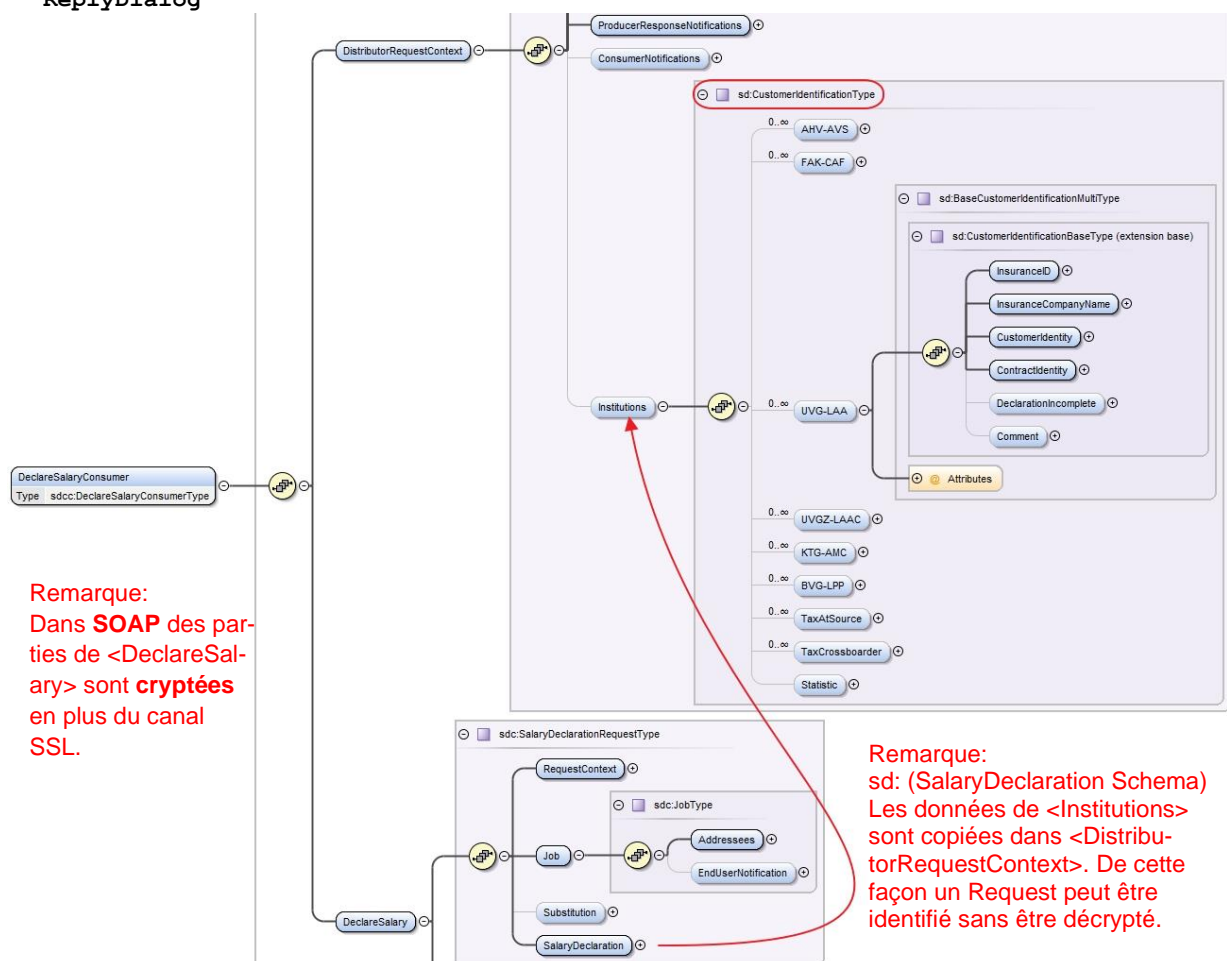 ReplyDialog
ProducerResponseNotifications
DistributorRequestContext
ConsumerNotifications
sd:CustomerIdentificationType
0..∞
AHV-AVS
0..∞
FAK-CAF
sd:BaseCustomerIdentificationMultiType
sd:CustomerIdentificationBaseType (extension base)
InsuranceID
InsuranceCompanyName
CustomerIdentity
ContractIdentity
DeclarationIncomplete
Comment
Institutions
0..∞
UVG-LAA
@ Attributes
DeclareSalaryConsumer
Type sdcc:DeclareSalaryConsumerType
0..∞
UVGZ-LAAC
0..∞
KTG-AMC
0..∞
BVG-LPP
0..∞
TaxAtSource
0..∞
TaxCrossboarder
Statistic
Remarque:
Dans SOAP des par-
ties de <DeclareSal-
ary> sont cryptées
en plus du canal
SSL.
sdc:SalaryDeclarationRequestType
RequestContext
sdc:JobType
Addressees
Job
EndUserNotification
Substitution
DeclareSalary
SalaryDeclaration
Remarque:
sd: (SalaryDeclaration Schema)
Les données de <Institutions>
sont copiées dans <Distribu-
torRequestContext>. De cette
façon un Request peut être
identifié sans être décrypté.